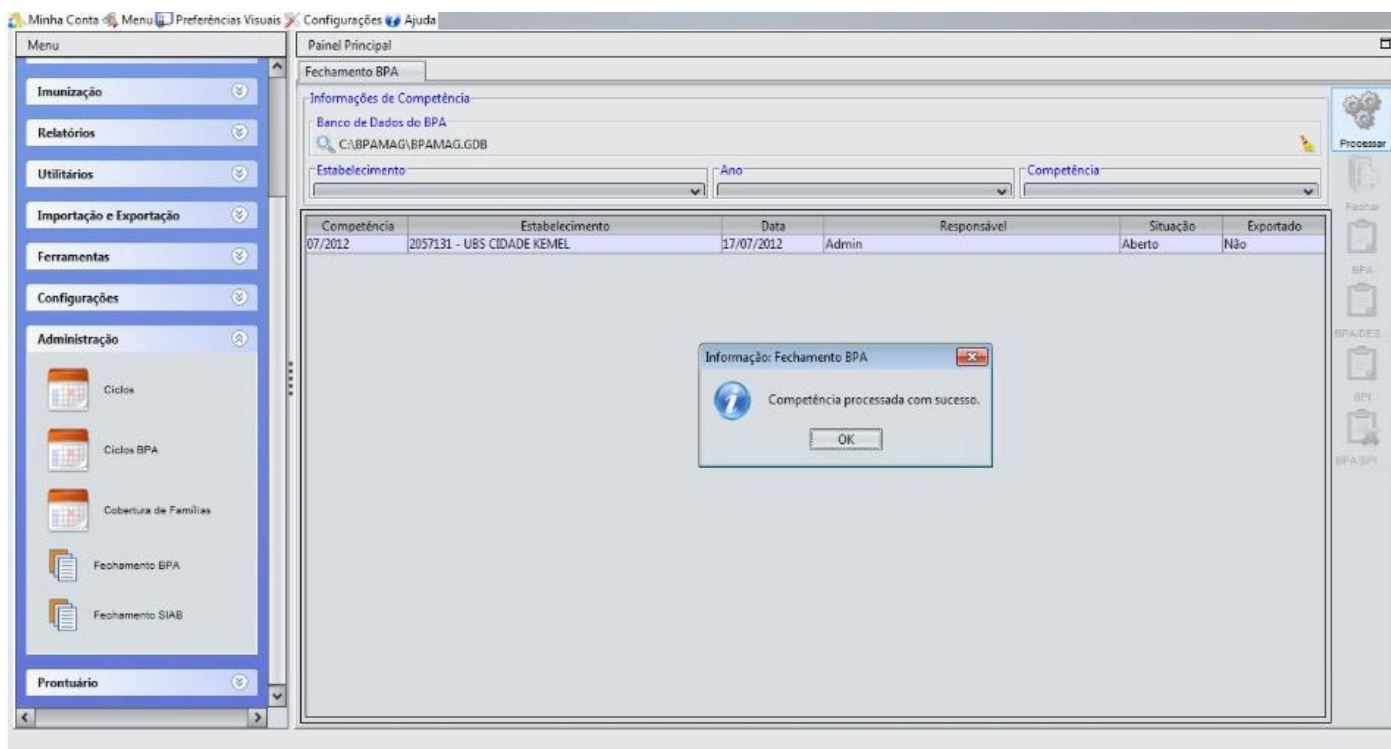 Minha Conta Menu Preferências Visuais Configurações Ajuda
Menu
Imunização
Relatórios
Utilitários
Importação e Exportação
Ferramentas
Configurações
Administração
Ciclos
Ciclos BPA
Cobertura de Famílias
Fechamento BPA
Fechamento SIAB
Prontuário
Painel Principal
Fechamento BPA
Informações de Competência
Banco de Dados do BPA
C:\BPAMAG\BPAMAG.GDB
Estabelecimento Ano Competência
Competência Estabelecimento Data Responsável Situação Exportado
07/2012 2057131 - UBS CIDADE KEMEL 17/07/2012 Admin Aberto Não
Informação: Fechamento BPA
Competência processada com sucesso.
OK
Processar
Fechar
BPA
BPA/DES...
BPI
BPA/BPI...